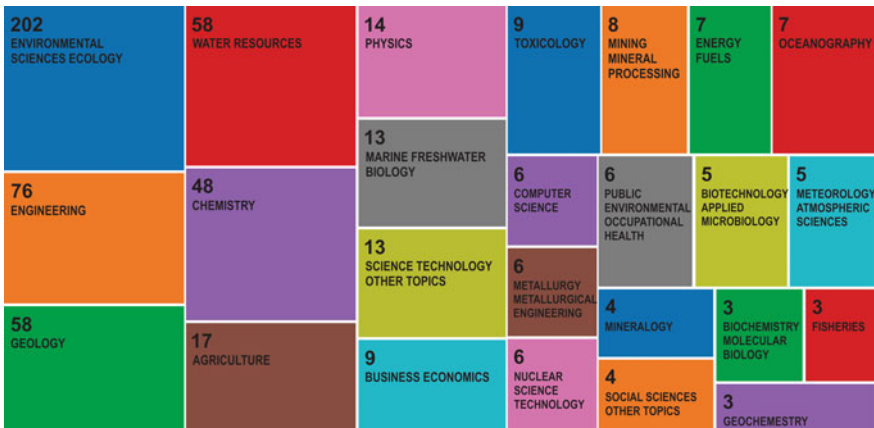 202
ENVIRONMENTAL
SCIENCES ECOLOGY
76
ENGINEERING
58
GEOLOGY
58
WATER RESOURCES
48
CHEMISTRY
17
AGRICULTURE
14
PHYSICS
13
MARINE FRESHWATER
BIOLOGY
13
SCIENCE TECHNOLOGY
OTHER TOPICS
9
BUSINESS ECONOMICS
9
TOXICOLOGY
8
MINING
MINERAL
PROCESSING
7
ENERGY
FUELS
7
OCEANOGRAPHY
6
COMPUTER
SCIENCE
6
METALLURGY
METALLURGICAL
ENGINEERING
6
NUCLEAR
SCIENCE
TECHNOLOGY
6
PUBLIC
ENVIRONMENTAL
OCCUPATIONAL
HEALTH
5
BIOTECHNOLOGY
APPLIED
MICROBIOLOGY
5
METEOROLOGY
ATMOSPHERIC
SCIENCES
4
MINERALOGY
4
SOCIAL SCIENCES
OTHER TOPICS
3
BIOCHEMISTRY
MOLECULAR
BIOLOGY
3
FISHERIES
3
GEOCHEMESTRY